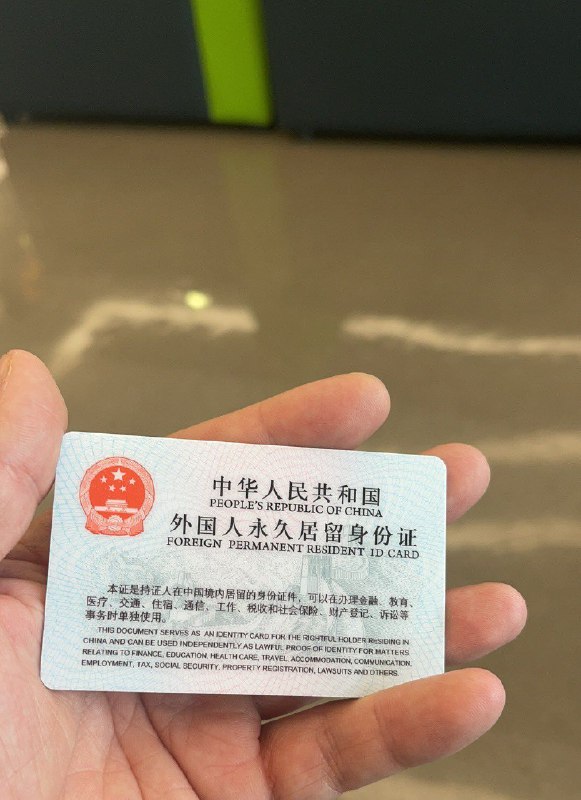 中华人民共和国
PEOPLE'S REPUBLIC OF CHINA
外国人永久居留身份证
FOREIGN PERMANENT RESIDENT ID CARD
本证是持证人在中国境内居留的身份证件，可以在办理金融、教育、
医疗、交通、住宿、通信、工作、税收和社会保险、财产登记、诉讼等
事务时单独使用。
THIS DOCUMENT SERVES AS AN IDENTITY CARD FOR THE RIGHTFUL HOLDER RESIDING IN
CHINA AND CAN BE USED INDEPENDENTLY AS LAWFUL PROOF OF IDENTITY FOR MATTERS
RELATING TO FINANCE, EDUCATION, HEALTH CARE, TRAVEL, ACCOMMODATION, COMMUNICATION,
EMPLOYMENT, TAX, SOCIAL SECURITY, PROPERTY REGISTRATION, LAWSUITS AND OTHERS.